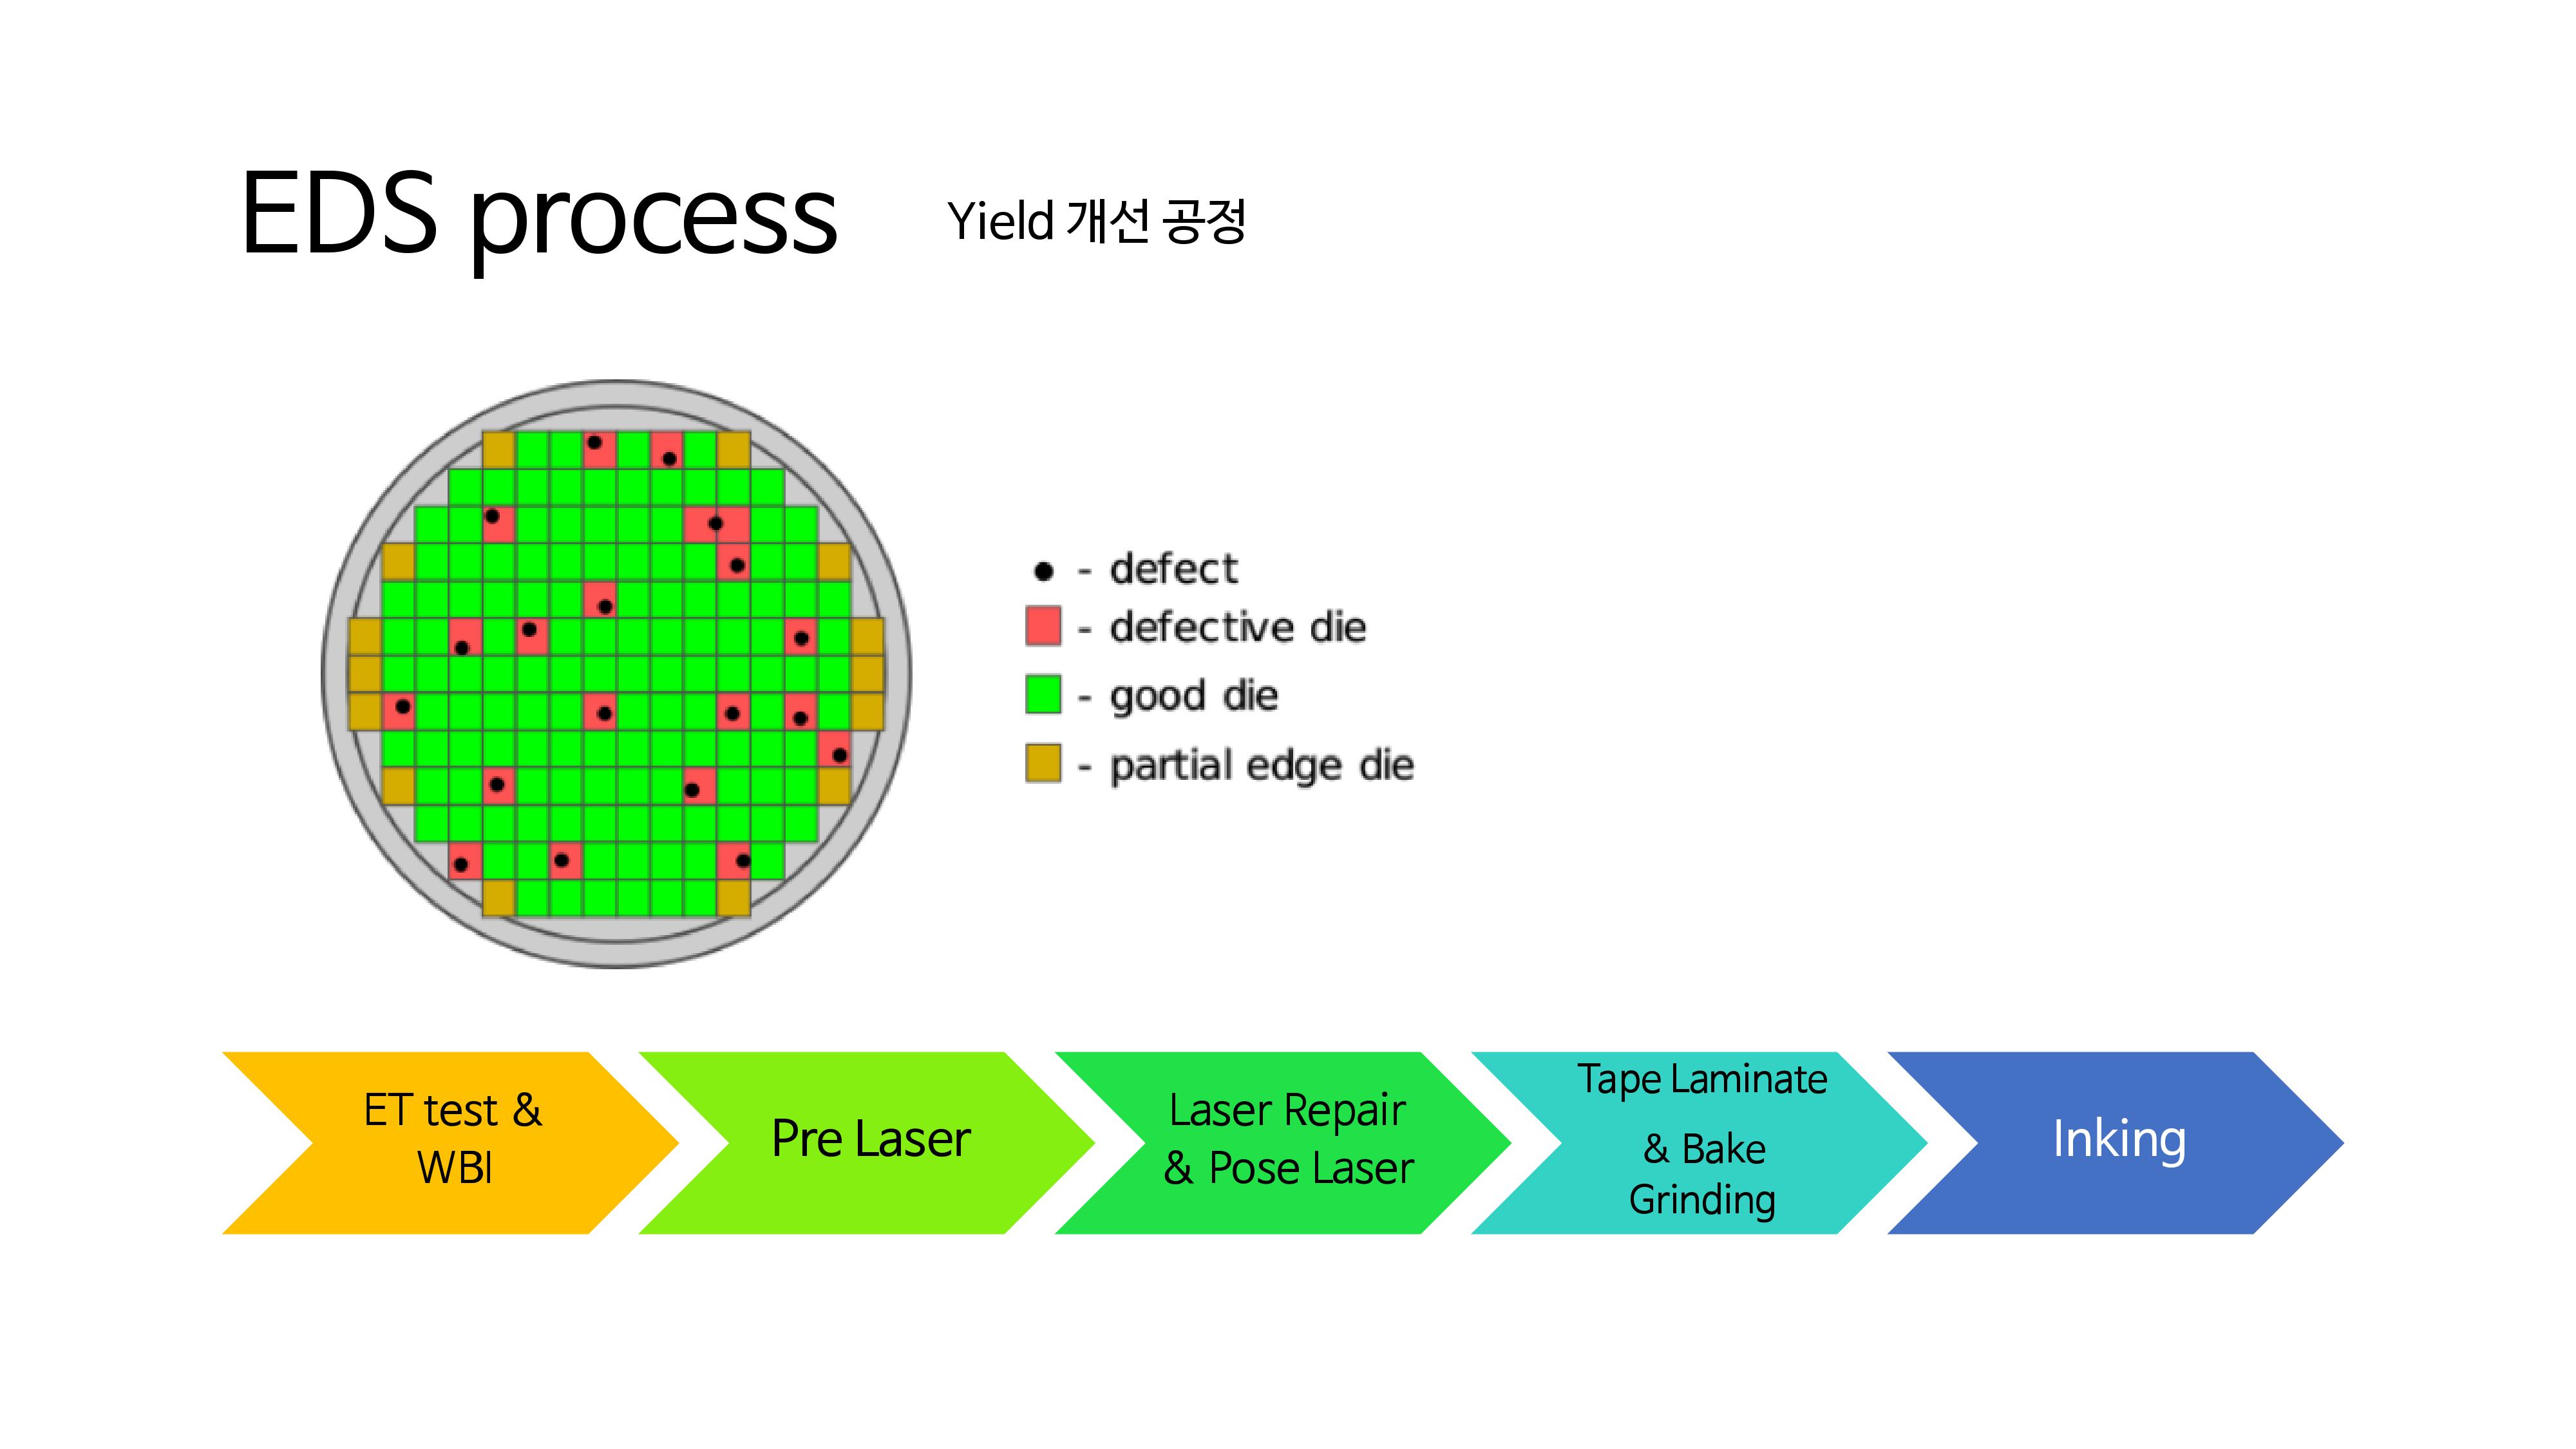 EDS process
Yield 개선 공정
- defect
- defective die
- good die
- partial edge die
ET test &
WBI
Pre Laser
Laser Repair
& Pose Laser
Tape Laminate
& Bake
Grinding
Inking